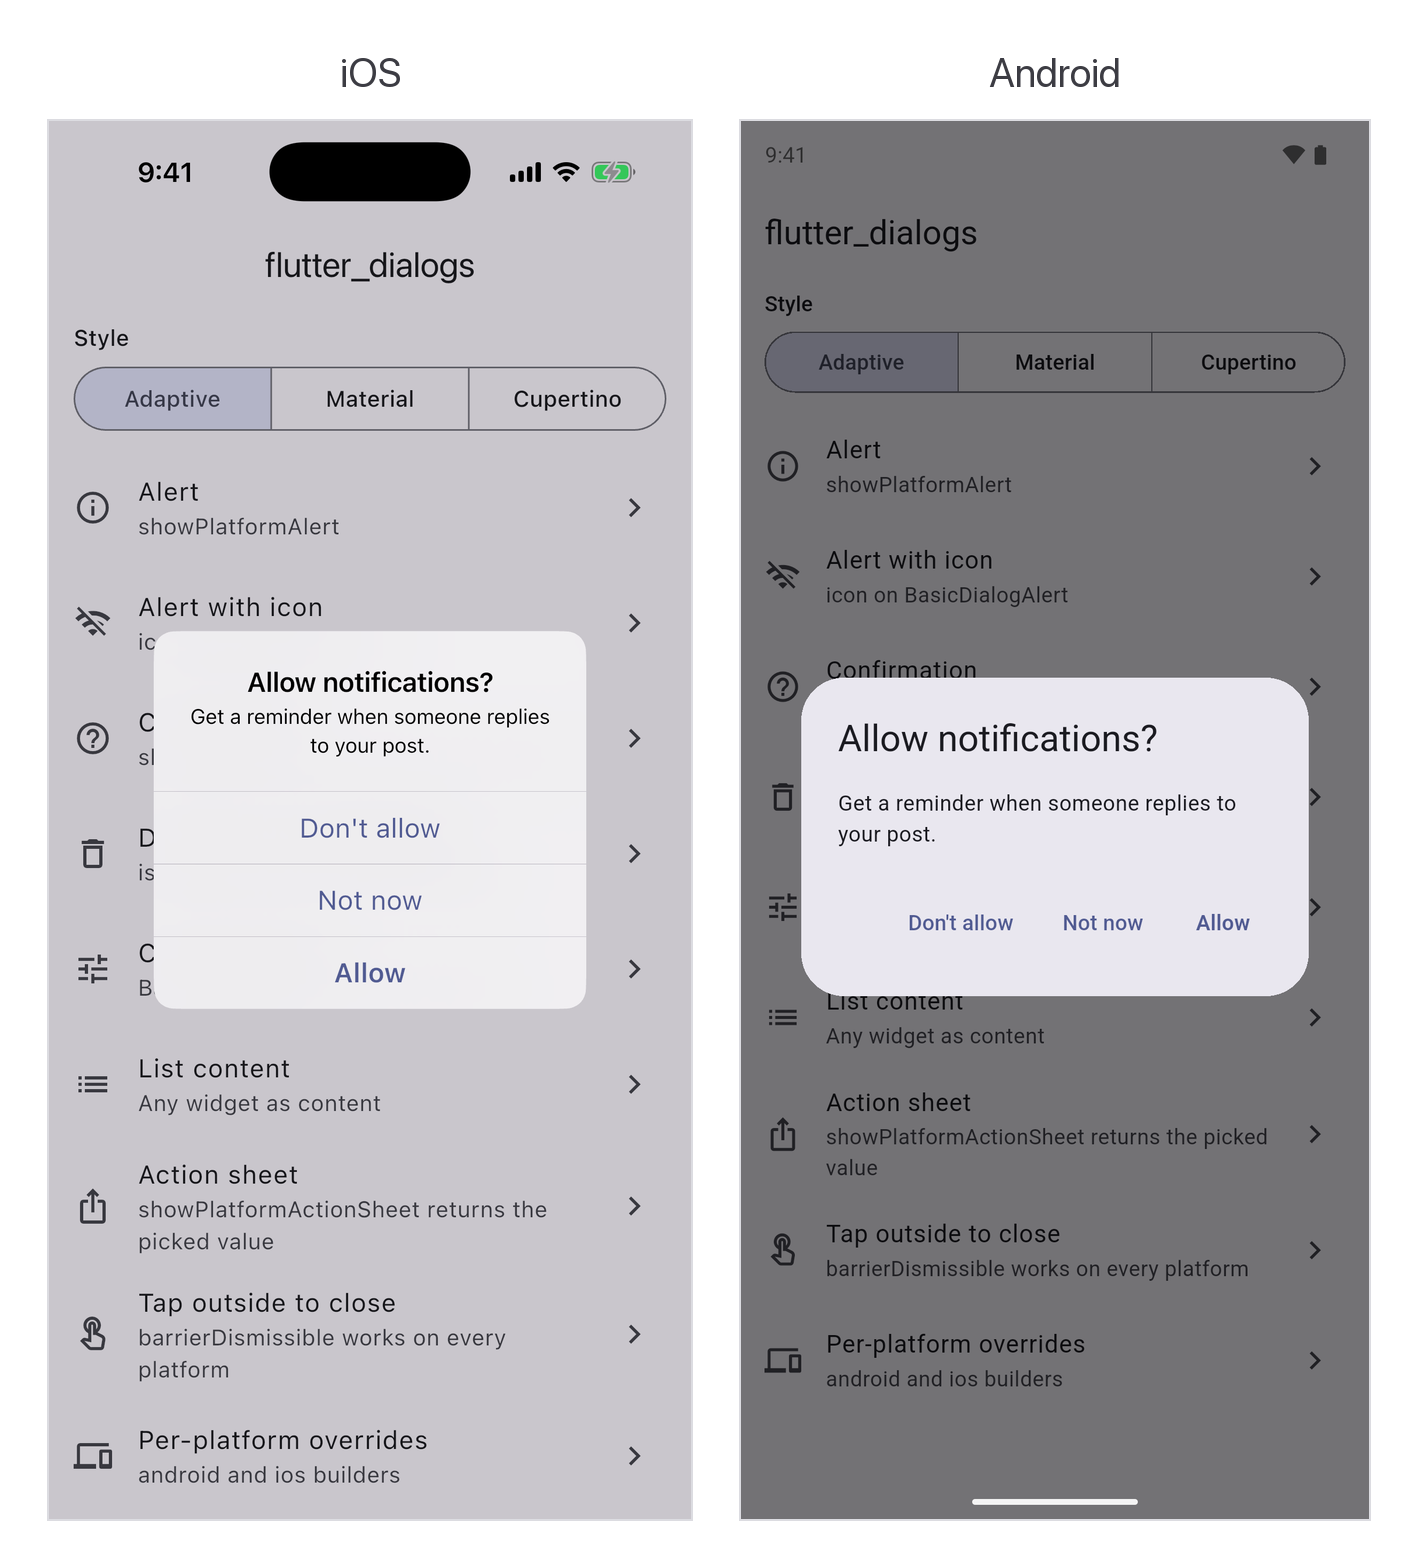 iOS
9:41
flutter_dialogs
Style
Adaptive
Material
Cupertino
Alert
showPlatformAlert
Alert with icon
ic
Allow notifications?
Get a reminder when someone replies
to your post.
Don't allow
Not now
Allow
List content
Any widget as content
Action sheet
showPlatformActionSheet returns the
picked value
Tap outside to close
barrierDismissible works on every
platform
Per-platform overrides
android and ios builders
Android
9:41
flutter_dialogs
Style
Adaptive
Material
Cupertino
Alert
showPlatformAlert
Alert with icon
icon on BasicDialogAlert
Confirmation
Allow notifications?
Get a reminder when someone replies to
your post.
Don't allow
Not now
Allow
List content
Any widget as content
Action sheet
showPlatformActionSheet returns the picked
value
Tap outside to close
barrierDismissible works on every platform
Per-platform overrides
android and ios builders